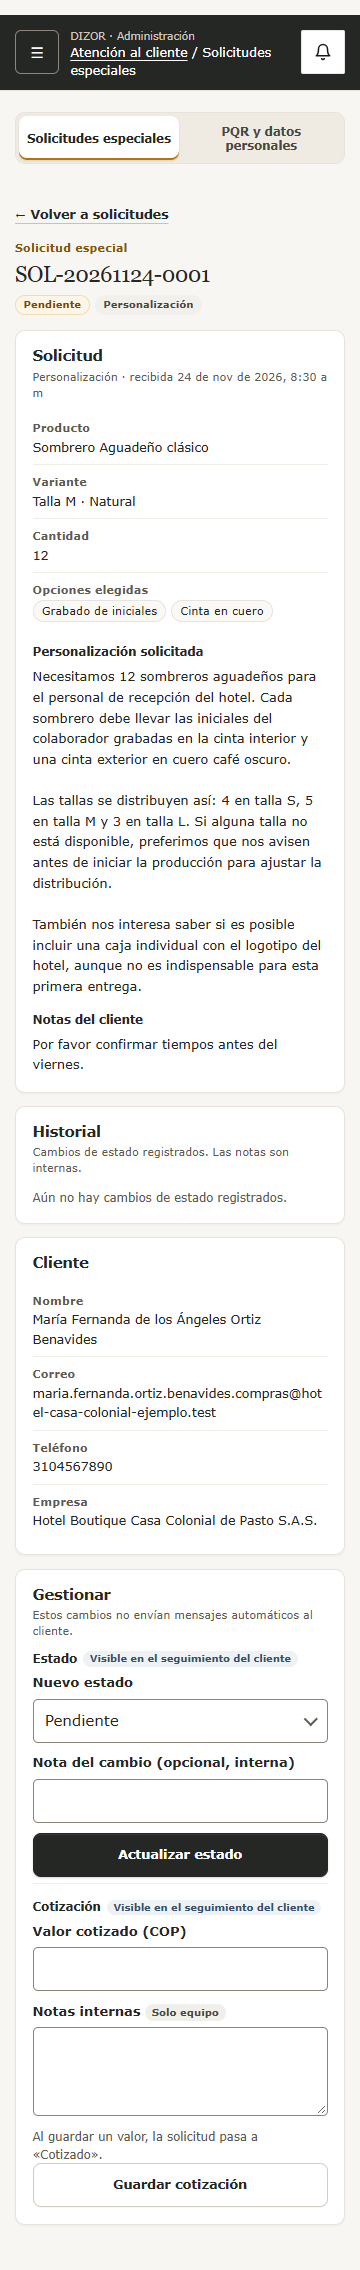 ☰
DIZOR · Administración
Atención al cliente / Solicitudes
especiales
Solicitudes especiales
PQR y datos
personales
← Volver a solicitudes
Solicitud especial
SOL-20261124-0001
Pendiente
Personalización
Solicitud
Personalización · recibida 24 de nov de 2026, 8:30 a
m
Producto
Sombrero Aguadeño clásico
Variante
Talla M · Natural
Cantidad
12
Opciones elegidas
Grabado de iniciales
Cinta en cuero
Personalización solicitada
Necesitamos 12 sombreros aguadeños para
el personal de recepción del hotel. Cada
sombrero debe llevar las iniciales del
colaborador grabadas en la cinta interior y
una cinta exterior en cuero café oscuro.
Las tallas se distribuyen así: 4 en talla S, 5
en talla M y 3 en talla L. Si alguna talla no
está disponible, preferimos que nos avisen
antes de iniciar la producción para ajustar la
distribución.
También nos interesa saber si es posible
incluir una caja individual con el logotipo del
hotel, aunque no es indispensable para esta
primera entrega.
Notas del cliente
Por favor confirmar tiempos antes del
viernes.
Historial
Cambios de estado registrados. Las notas son
internas.
Aún no hay cambios de estado registrados.
Cliente
Nombre
María Fernanda de los Ángeles Ortiz
Benavides
Correo
maria.fernanda.ortiz.benavides.compras@hot
el-casa-colonial-ejemplo.test
Teléfono
3104567890
Empresa
Hotel Boutique Casa Colonial de Pasto S.A.S.
Gestionar
Estos cambios no envían mensajes automáticos al
cliente.
Estado Visible en el seguimiento del cliente
Nuevo estado
Pendiente
Nota del cambio (opcional, interna)
Actualizar estado
Cotización Visible en el seguimiento del cliente
Valor cotizado (COP)
Notas internas Solo equipo
Al guardar un valor, la solicitud pasa a
«Cotizado».
Guardar cotización